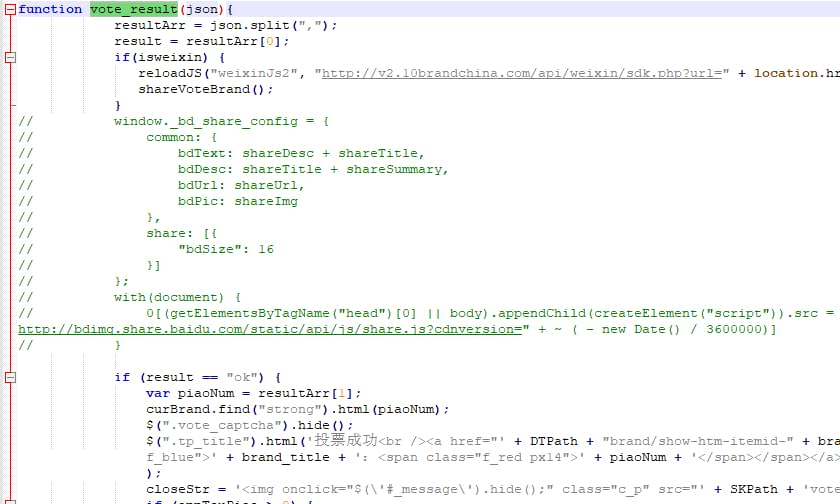 function vote_result(json){
resultArr = json.split(",");
result = resultArr[0];
if(isweixin) {
reloadJS("weixinJs2", "http://v2.10brandchina.com/api/weixin/sdk.php?url=" + location.hr
shareVoteBrand();
}
// window._bd_share_config = {
// common: {
// bdText: shareDesc + shareTitle,
// bdDesc: shareTitle + shareSummary,
// bdUrl: shareUrl,
// bdPic: shareImg
// },
// share: [{
// "bdSize": 16
// }]
// };
// with(document) {
// 0[(getElementsByTagName("head")[0] || body).appendChild(createElement("script")).src =
http://bdimg.share.baidu.com/static/api/js/share.js?cdnversion=" + ~ ( - new Date() / 3600000)]
// }
if (result == "ok") {
var piaoNum = resultArr[1];
curBrand.find("strong").html(piaoNum);
$(".vote_captcha").hide();
$(".tp_title").html('投票成功<br /><a href="' + DTPath + "brand/show-htm-itemid-" + bra
f_blue">' + brand_title + '：<span class="f_red px14">' + piaoNum + '</span></span></a>
);
closeStr = '<img onclick="$(\'#_message\').hide();" class="c_p" src="' + SKPath + 'vote